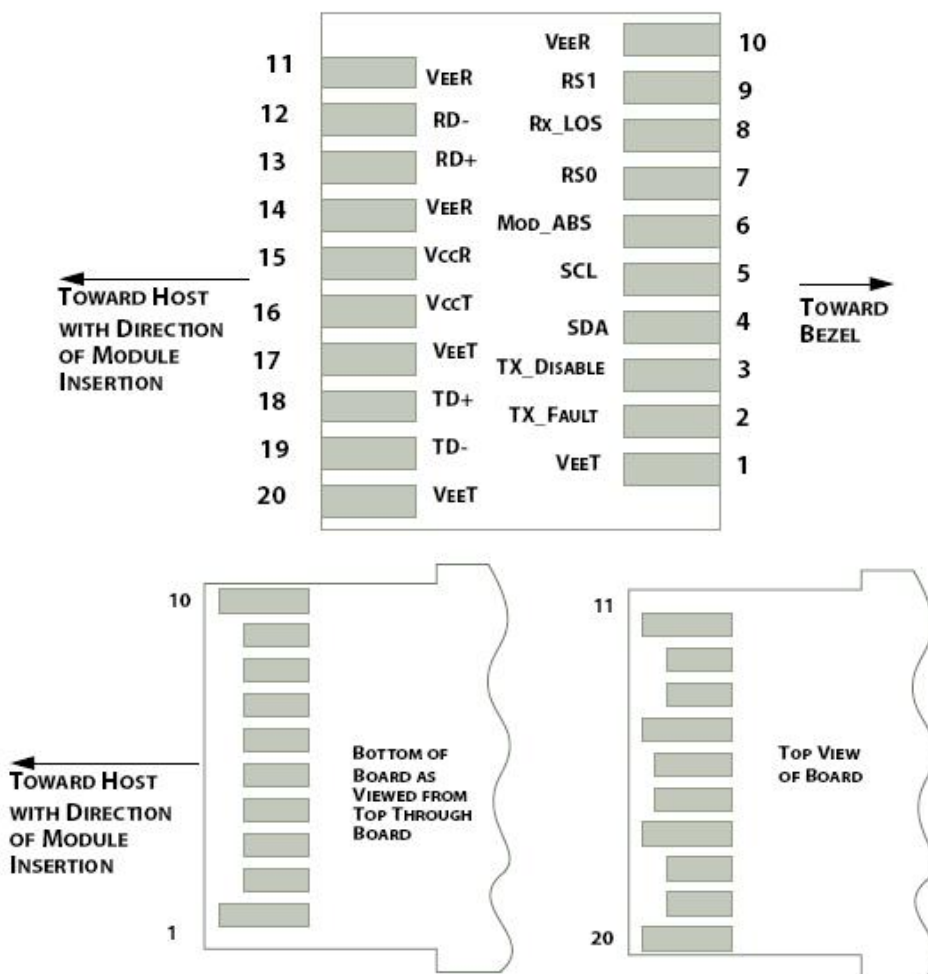 VEER 10
11 VEER RS1 9
12 RD- RX_LOS 8
13 RD+ RS0 7
14 VEER MOD_ABS 6
15 VCCR SCL 5
16 VCCT SDA 4
17 VEET TX_DISABLE 3
18 TD+ TX_FAULT 2
19 TD- VEET 1
20 VEET
TOWARD HOST
WITH DIRECTION
OF MODULE
INSERTION
TOWARD
BEZEL
10
1
BOTTOM OF
BOARD AS
VIEWED FROM
TOP THROUGH
BOARD
TOWARD HOST
WITH DIRECTION
OF MODULE
INSERTION
11
20
TOP VIEW
OF BOARD